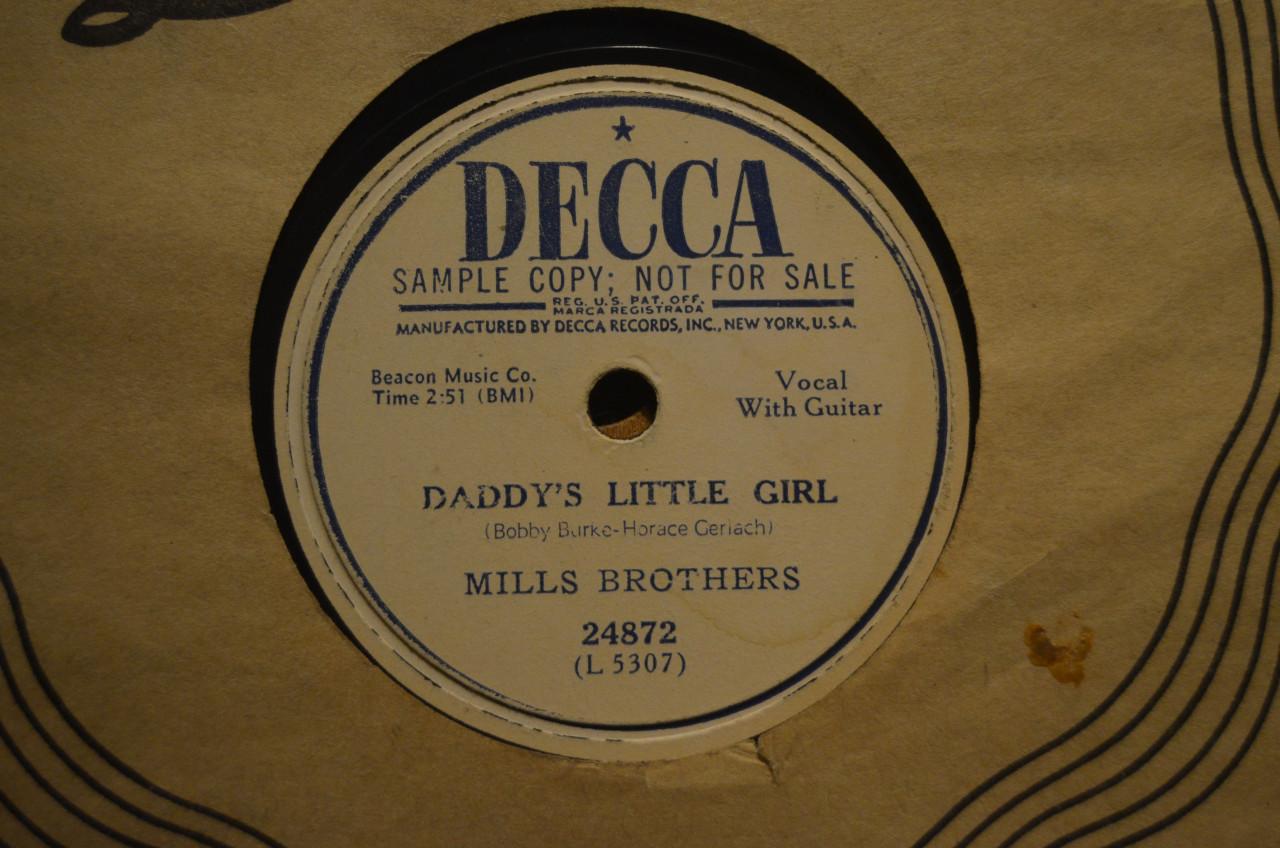 DECCA
SAMPLE COPY; NOT FOR SALE
REG. U.S. PAT. OFF.
MARCA REGISTRADA
MANUFACTURED BY DECCA RECORDS, INC., NEW YORK, U.S.A.
Beacon Music Co.
Time 2:51 (BMI)
Vocal
With Guitar
DADDY'S LITTLE GIRL
(Bobby Burke-Horace Gerlach)
MILLS BROTHERS
24872
(L 5307)